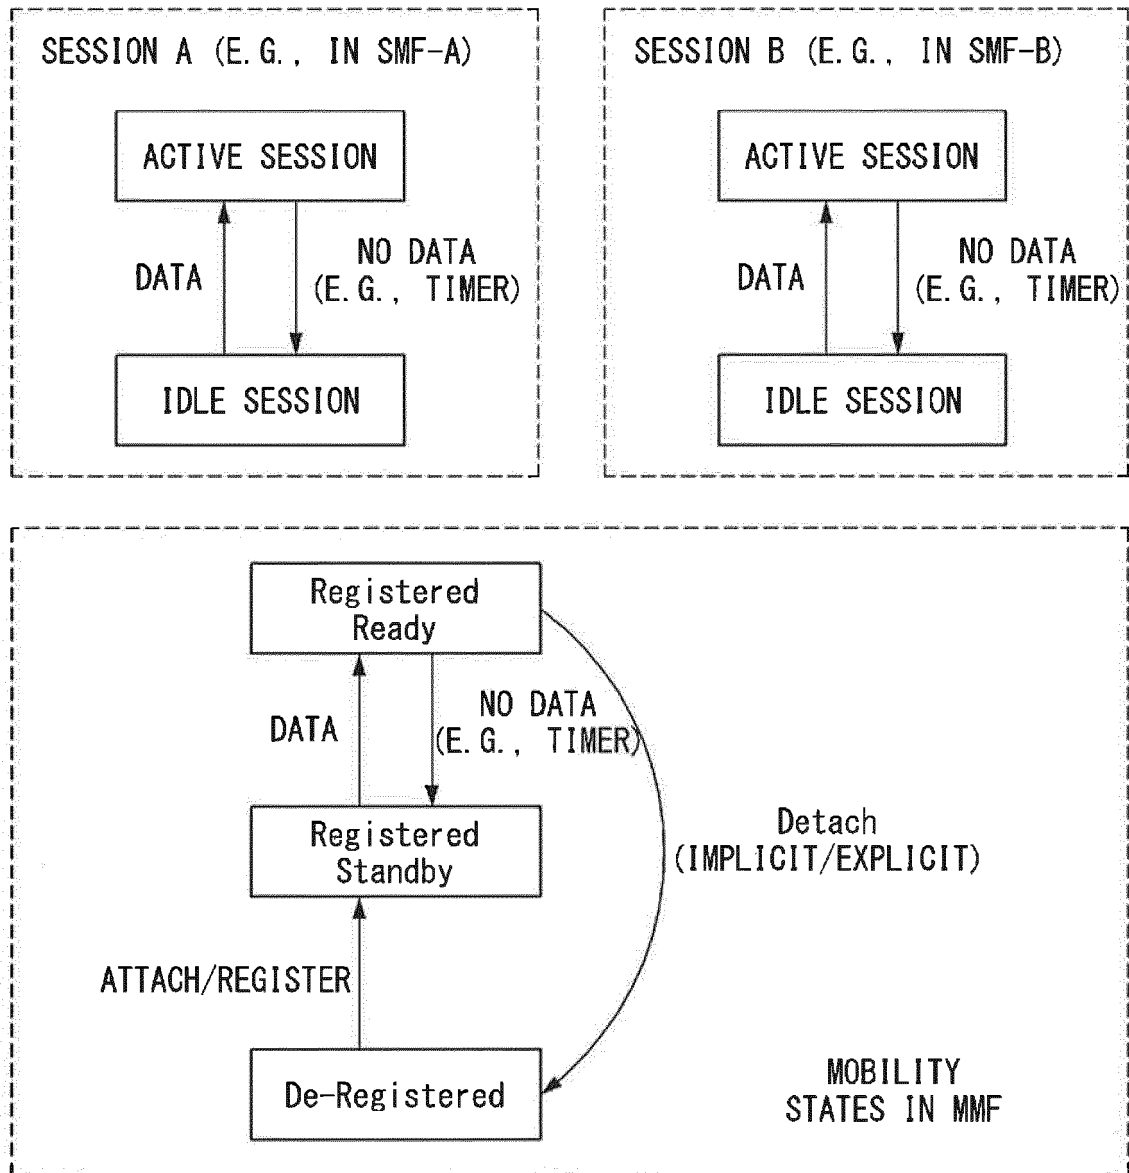 SESSION A (E.G., IN SMF-A)
ACTIVE SESSION
DATA
NO DATA
(E.G., TIMER)
IDLE SESSION
SESSION B (E.G., IN SMF-B)
ACTIVE SESSION
DATA
NO DATA
(E.G., TIMER)
IDLE SESSION
Registered
Ready
DATA
NO DATA
(E.G., TIMER)
Registered
Standby
Detach
(IMPLICIT/EXPLICIT)
ATTACH/REGISTER
De-Registered
MOBILITY
STATES IN MMF